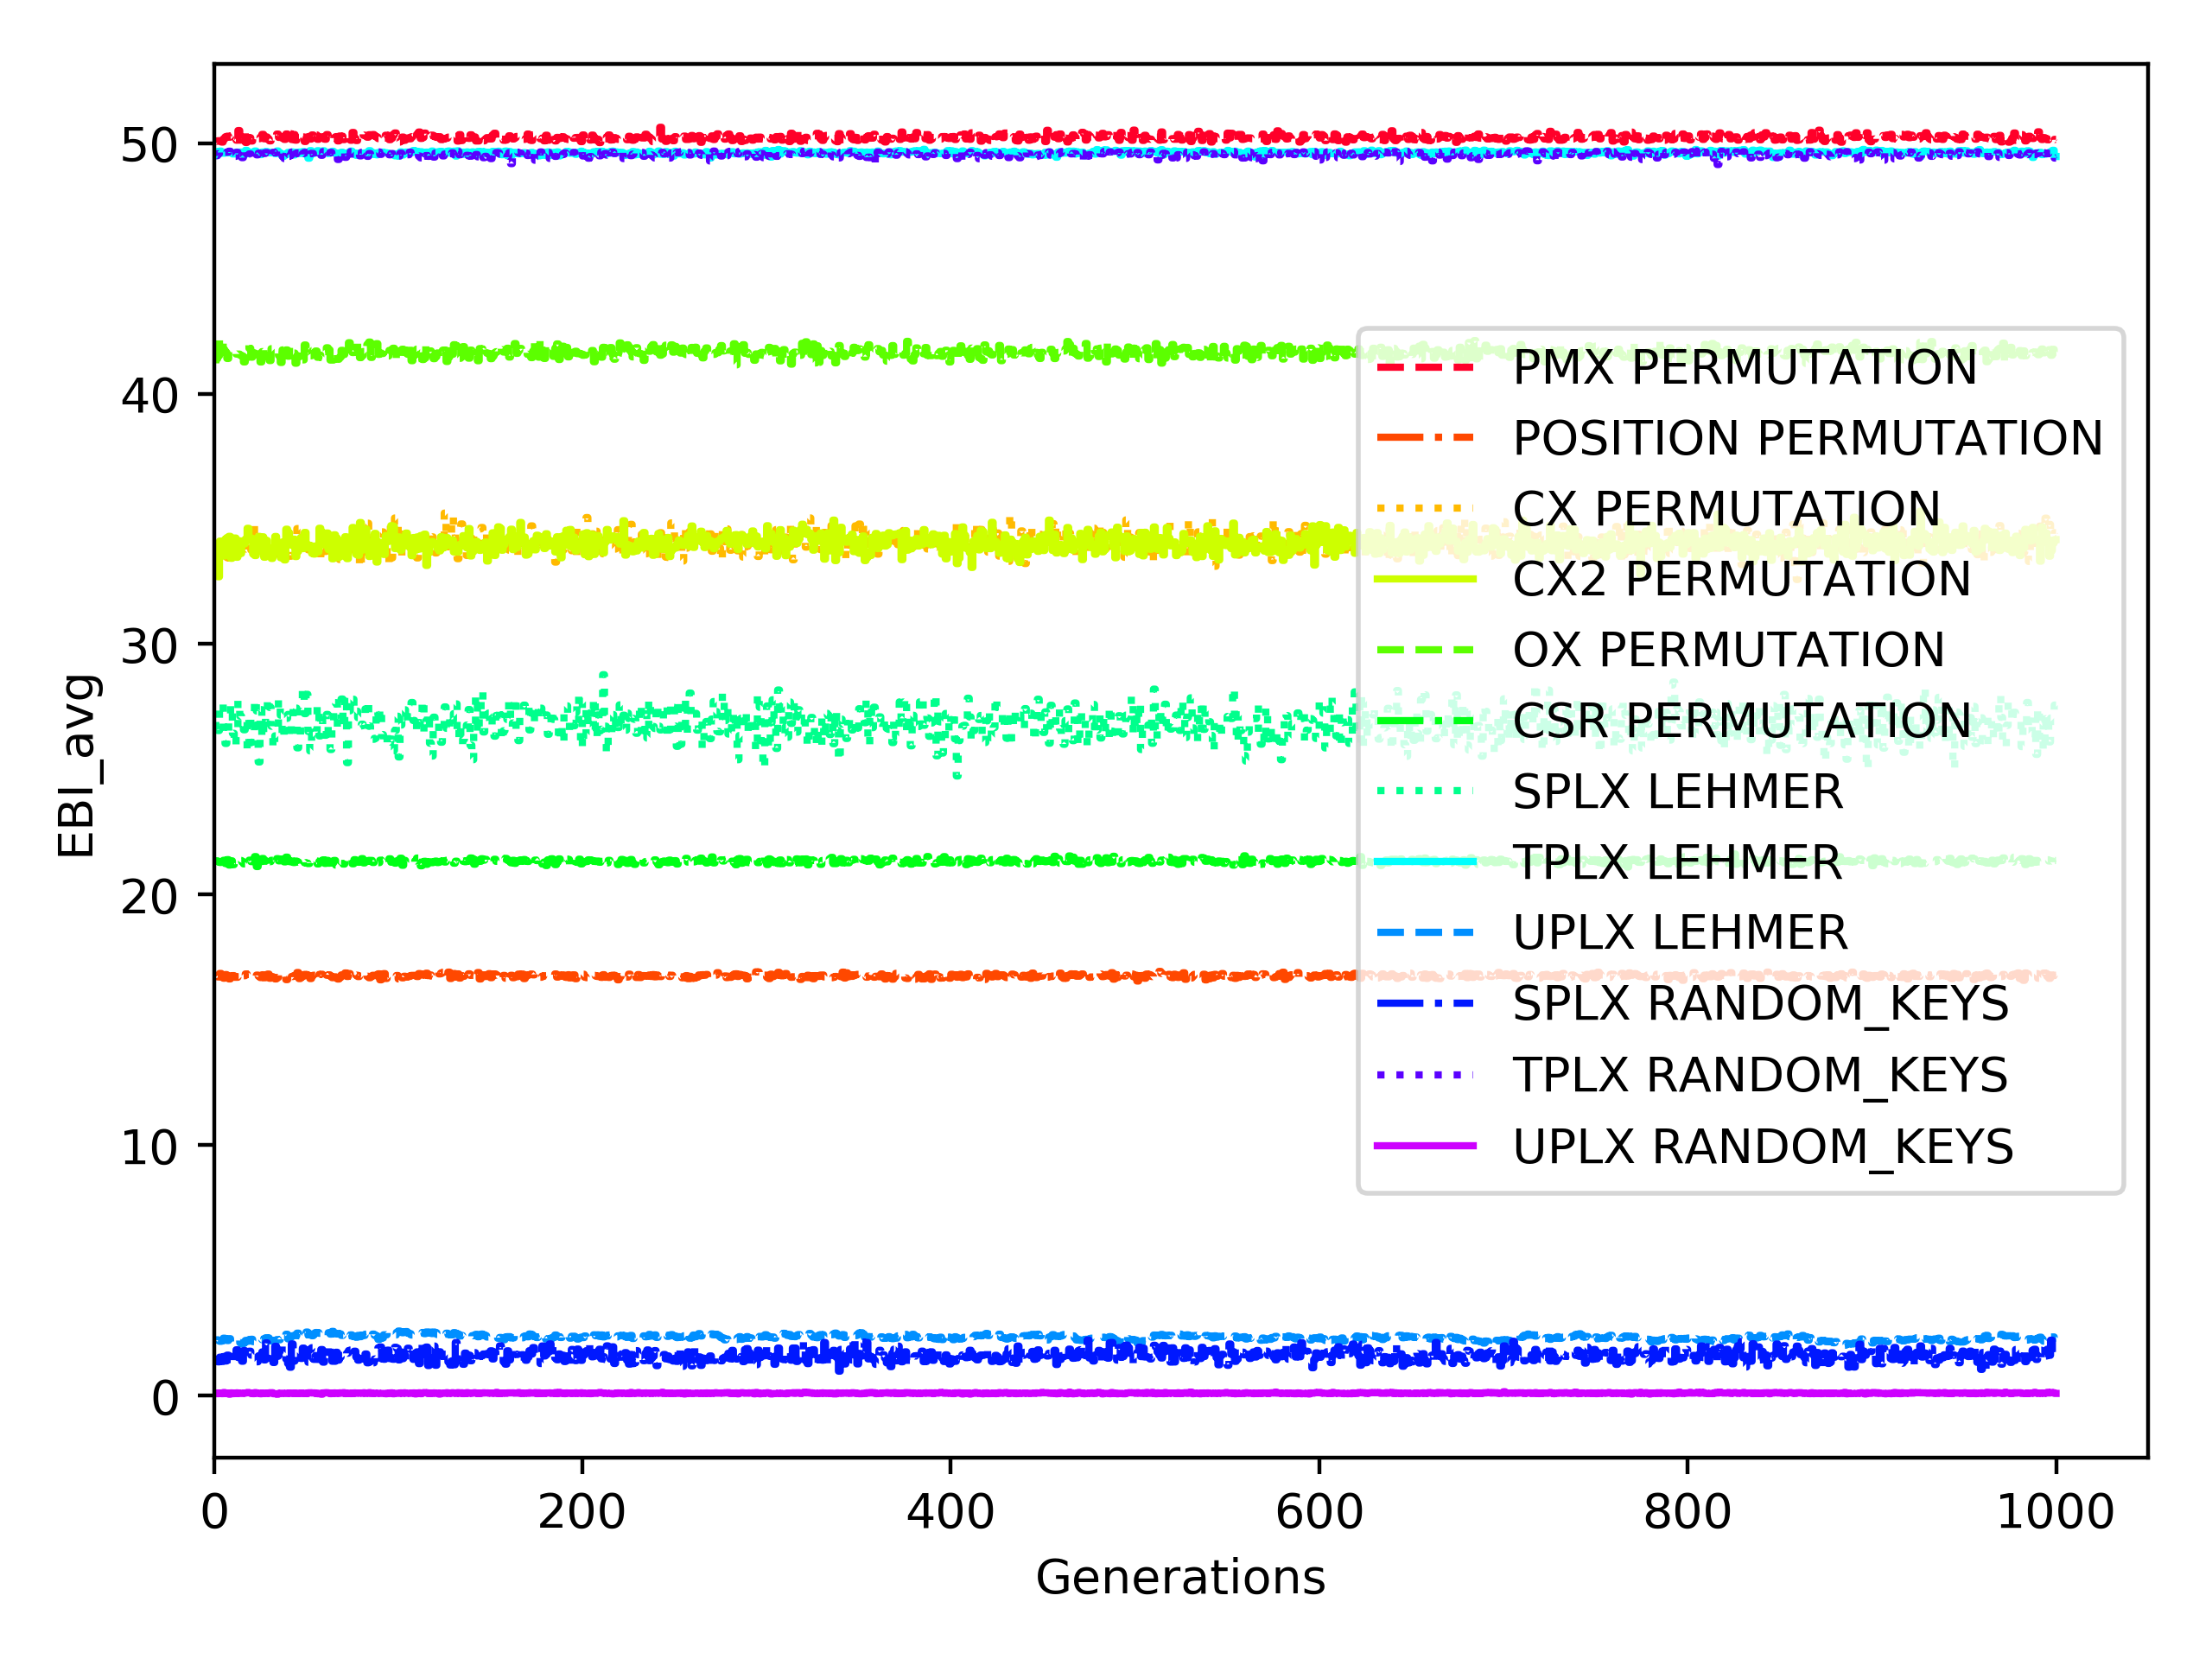 50
40
30
20
10
0
EBI_avg
0 200 400 600 800 1000
Generations
PMX PERMUTATION
POSITION PERMUTATION
CX PERMUTATION
CX2 PERMUTATION
OX PERMUTATION
CSR PERMUTATION
SPLX LEHMER
TPLX LEHMER
UPLX LEHMER
SPLX RANDOM_KEYS
TPLX RANDOM_KEYS
UPLX RANDOM_KEYS